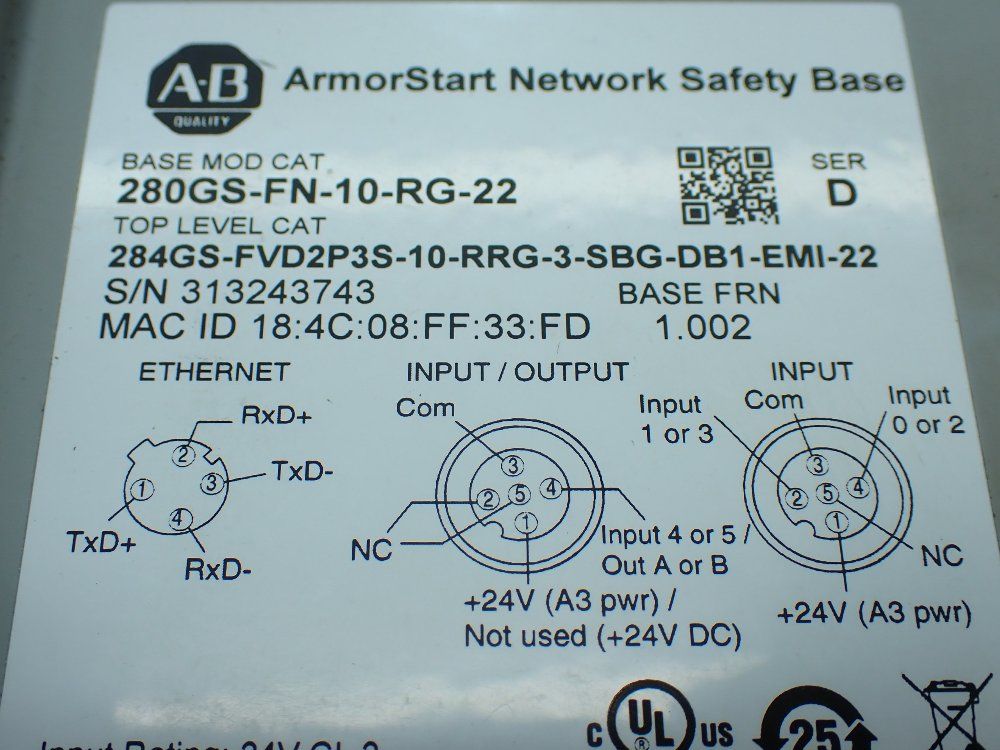 A-B
QUALITY
ArmorStart Network Safety Base
BASE MOD CAT
280GS-FN-10-RG-22
SER
D
TOP LEVEL CAT
284GS-FVD2P3S-10-RRG-3-SBG-DB1-EMI-22
S/N 313243743
BASE FRN
MAC ID 18:4C:08:FF:33:FD
1.002
ETHERNET
RxD+
2
TxD-
1
3
4
TxD+
RxD-
INPUT / OUTPUT
Com
3
2
5
4
1
NC
Input 4 or 5 /
Out A or B
+24V (A3 pwr) /
Not used (+24V DC)
INPUT
Input
1 or 3
Com
Input
0 or 2
3
2
5
4
1
NC
+24V (A3 pwr)
C UL US
®
25